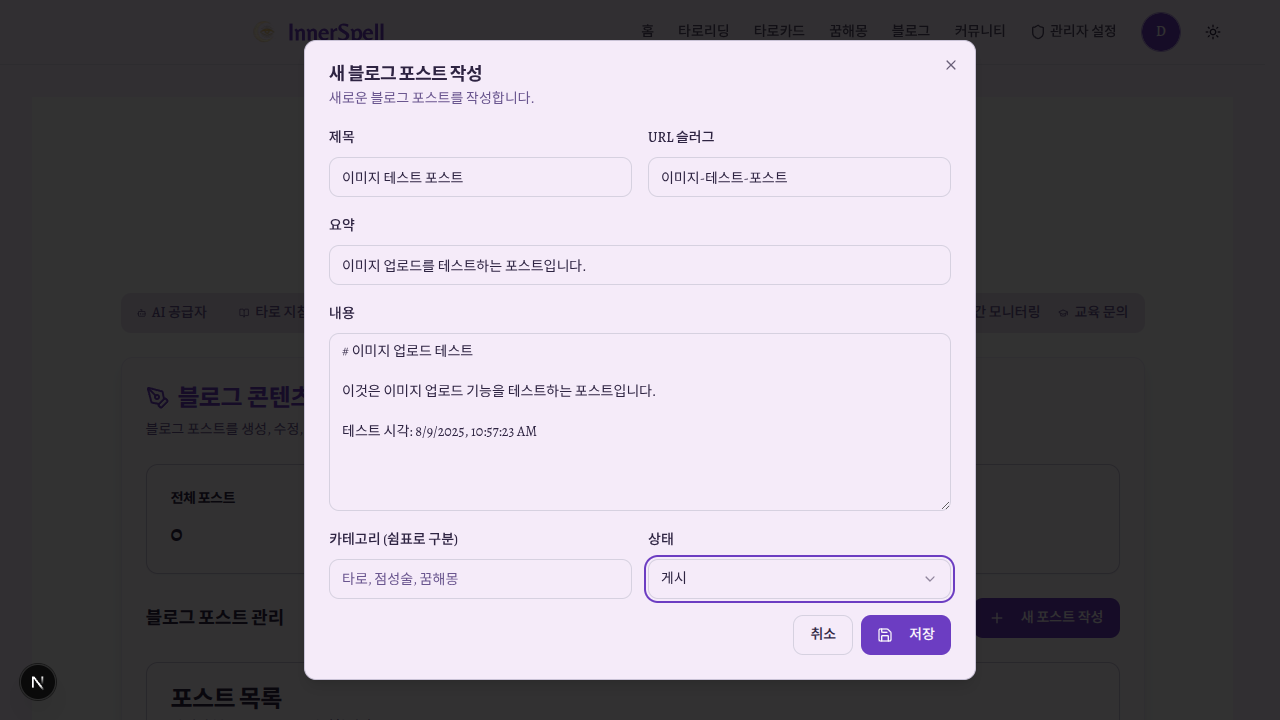 InnerSpell
홈
타로리딩
타로카드
꿈해몽
블로그
커뮤니티
관리자 설정
D
새 블로그 포스트 작성
새로운 블로그 포스트를 작성합니다.
제목
URL 슬러그
이미지 테스트 포스트
이미지-테스트-포스트
요약
이미지 업로드를 테스트하는 포스트입니다.
내용
# 이미지 업로드 테스트
이것은 이미지 업로드 기능을 테스트하는 포스트입니다.
테스트 시각: 8/9/2025, 10:57:23 AM
카테고리 (쉼표로 구분)
상태
타로, 점성술, 꿈해몽
게시
취소
저장
AI 공급자
타로 지침
간 모니터링
교육 문의
블로그 콘텐츠
블로그 포스트를 생성, 수정,
전체 포스트
0
블로그 포스트 관리
새 포스트 작성
포스트 목록
N